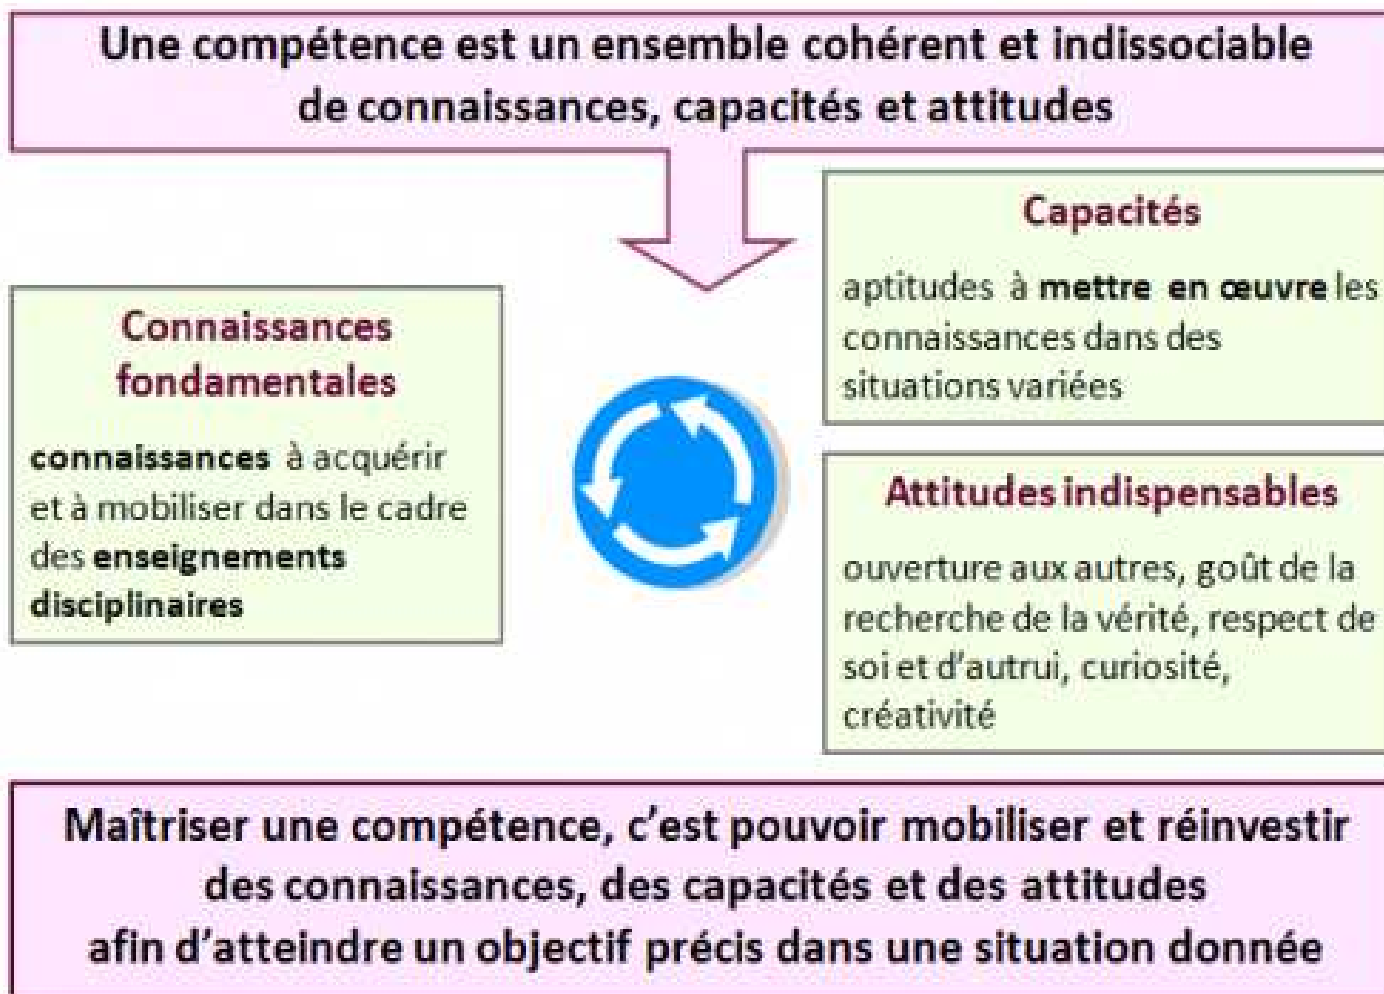 Une compétence est un ensemble cohérent et indissociable
de connaissances, capacités et attitudes
Connaissances
fondamentales
connaissances à acquérir
et à mobiliser dans le cadre
des enseignements
disciplinaires
Capacités
aptitudes à mettre en œuvre les
connaissances dans des
situations variées
Attitudes indispensables
ouverture aux autres, goût de la
recherche de la vérité, respect de
soi et d'autrui, curiosité,
créativité
Maîtriser une compétence, c'est pouvoir mobiliser et réinvestir
des connaissances, des capacités et des attitudes
afin d'atteindre un objectif précis dans une situation donnée